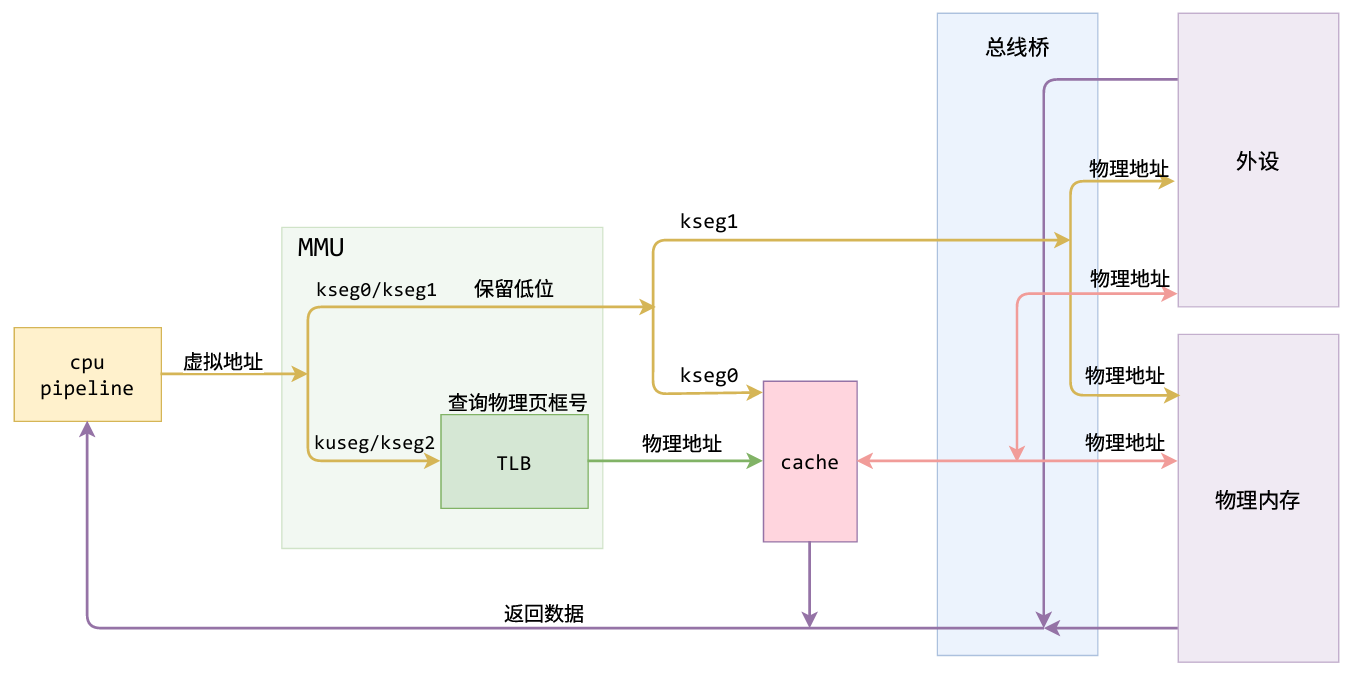 总线桥
外设
物理地址
kseg1
MMU
物理地址
kseg0/kseg1
保留低位
cpu
pipeline
虚拟地址
kseg0
物理地址
查询物理页框号
kuseg/kseg2
TLB
物理地址
cache
物理地址
物理内存
返回数据